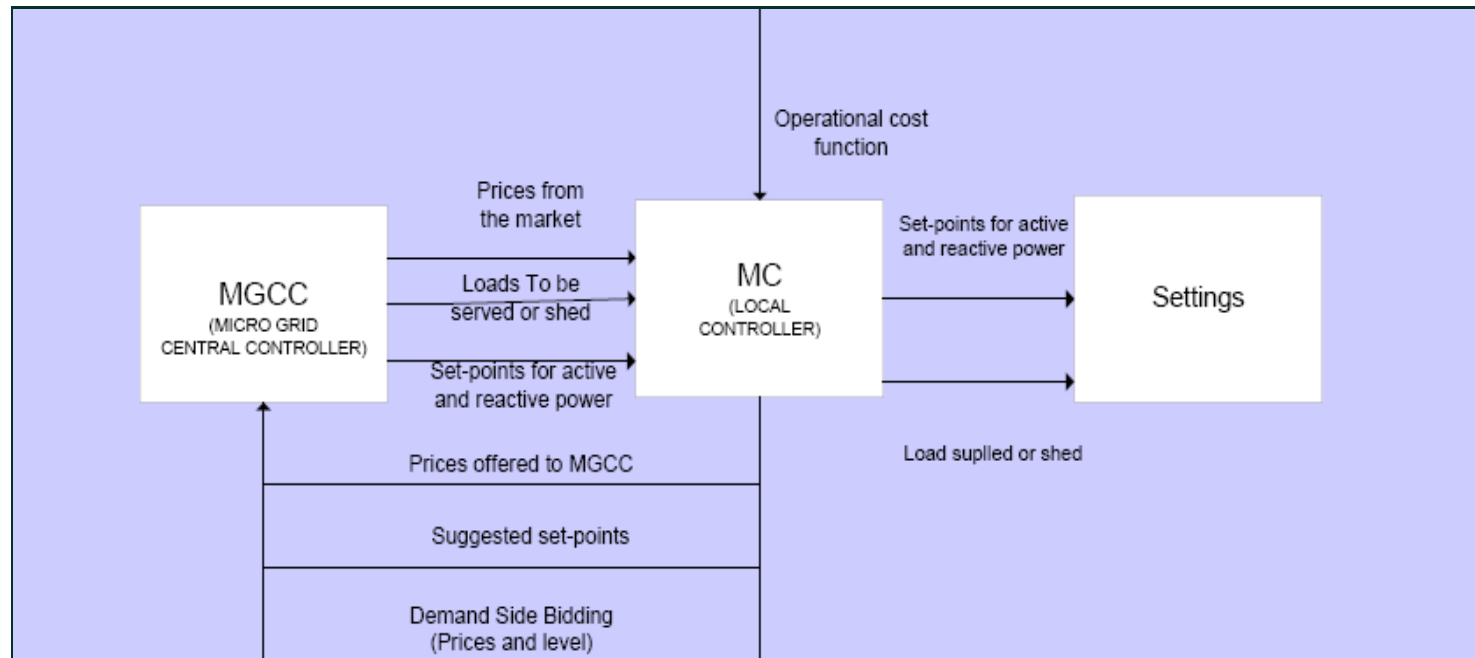 Operational cost
function
Prices from
the market
MGCC
(MICRO GRID
CENTRAL CONTROLLER)
Loads To be
served or shed
Set-points for active
and reactive power
MC
(LOCAL
CONTROLLER)
Set-points for active
and reactive power
Settings
Load suplled or shed
Prices offered to MGCC
Suggested set-points
Demand Side Bidding
(Prices and level)